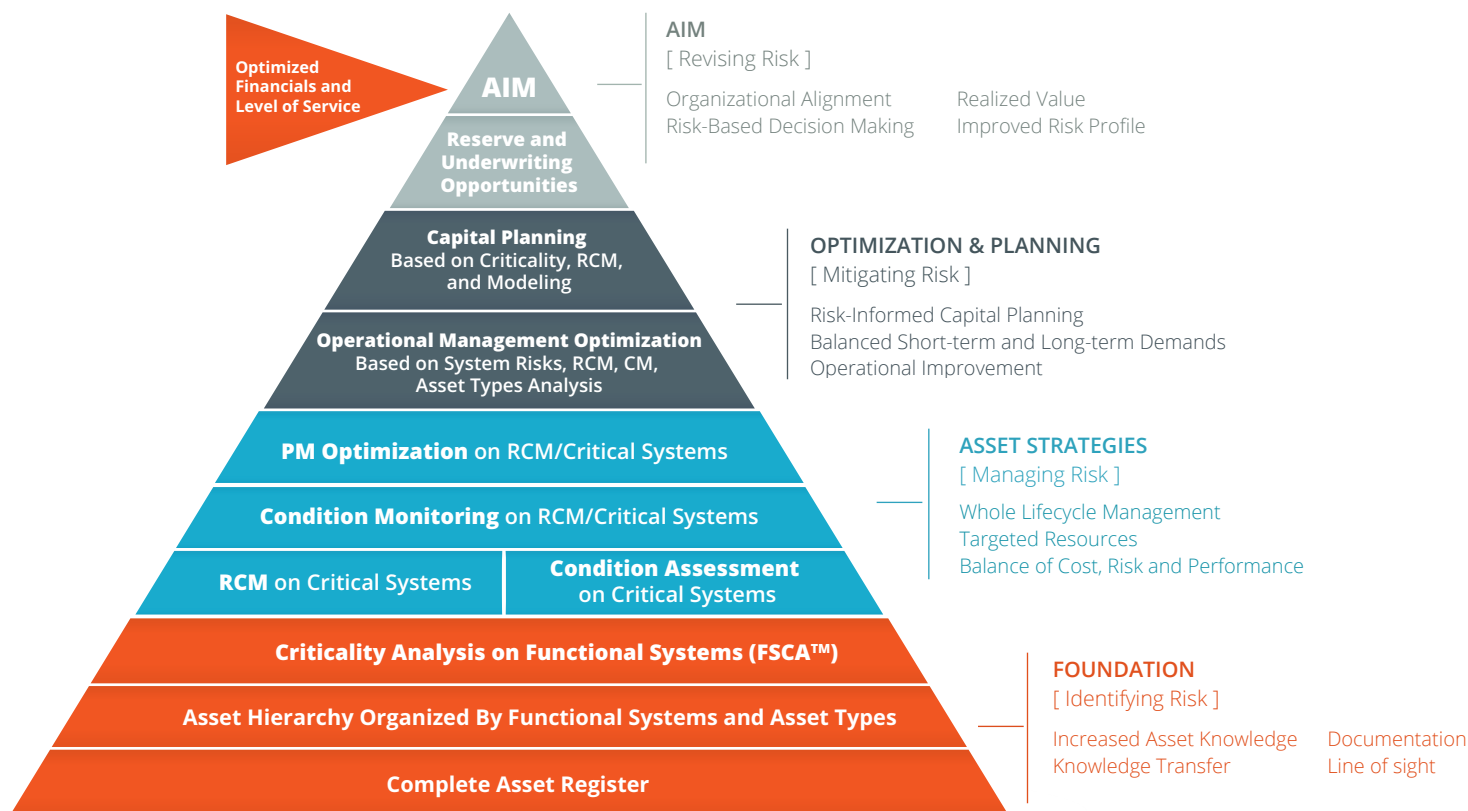 Optimized
Financials and
Level of Service
AIM
Reserve and
Underwriting
Opportunities
Capital Planning
Based on Criticality, RCM,
and Modeling
Operational Management Optimization
Based on System Risks, RCM, CM,
Asset Types Analysis
PM Optimization on RCM/Critical Systems
Condition Monitoring on RCM/Critical Systems
RCM on Critical Systems
Condition Assessment
on Critical Systems
Criticality Analysis on Functional Systems (FSCA™)
Asset Hierarchy Organized By Functional Systems and Asset Types
Complete Asset Register
AIM
[ Revising Risk ]
Organizational Alignment
Risk-Based Decision Making
Realized Value
Improved Risk Profile
OPTIMIZATION & PLANNING
[ Mitigating Risk ]
Risk-Informed Capital Planning
Balanced Short-term and Long-term Demands
Operational Improvement
ASSET STRATEGIES
[ Managing Risk ]
Whole Lifecycle Management
Targeted Resources
Balance of Cost, Risk and Performance
FOUNDATION
[ Identifying Risk ]
Increased Asset Knowledge
Knowledge Transfer
Documentation
Line of sight